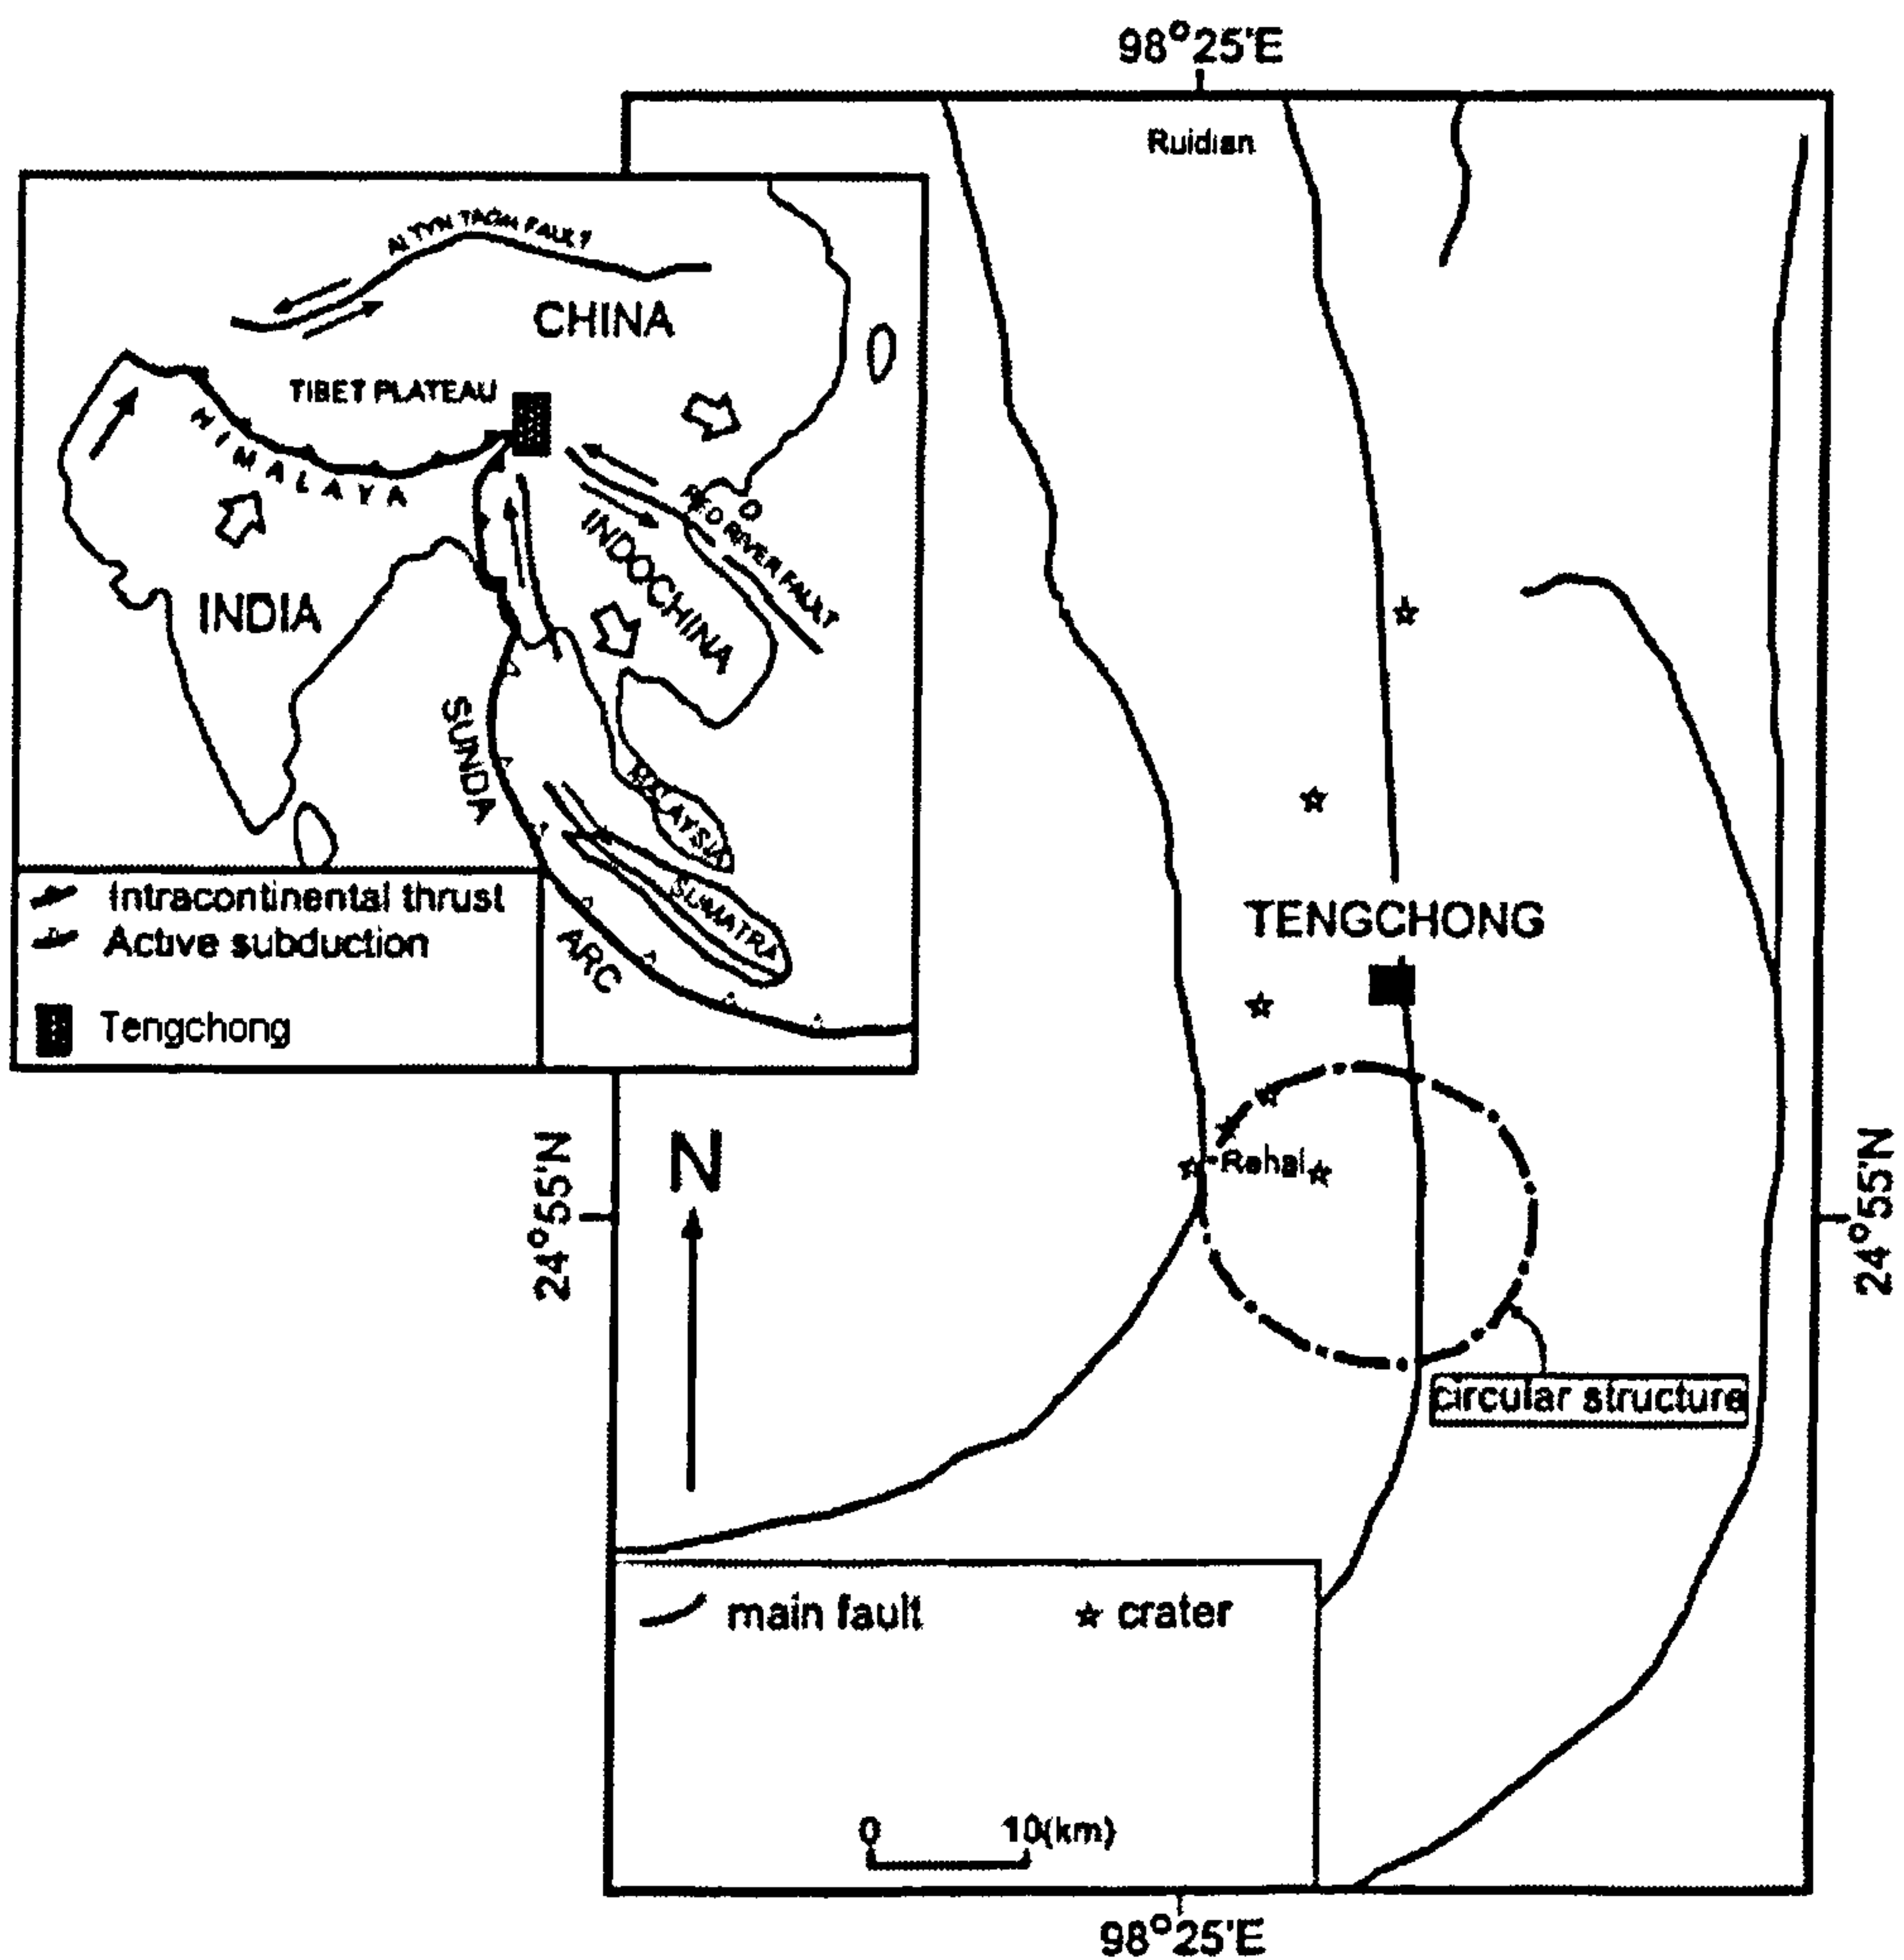 98°25'E
Ruidian
ALTYN TAGH FAULT
CHINA
TIBET PLATEAU
HIMALAYA
INDIA
INDOCHINA
RIVER FAULT
SUNDA
ARC
MALAYSIA
SUMATRA
Intracontinental thrust
Active subduction
Tengchong
TENGCHONG
N
Rehai
24°55'N
24°55'N
circular structure
main fault
crater
0 10(km)
98°25'E